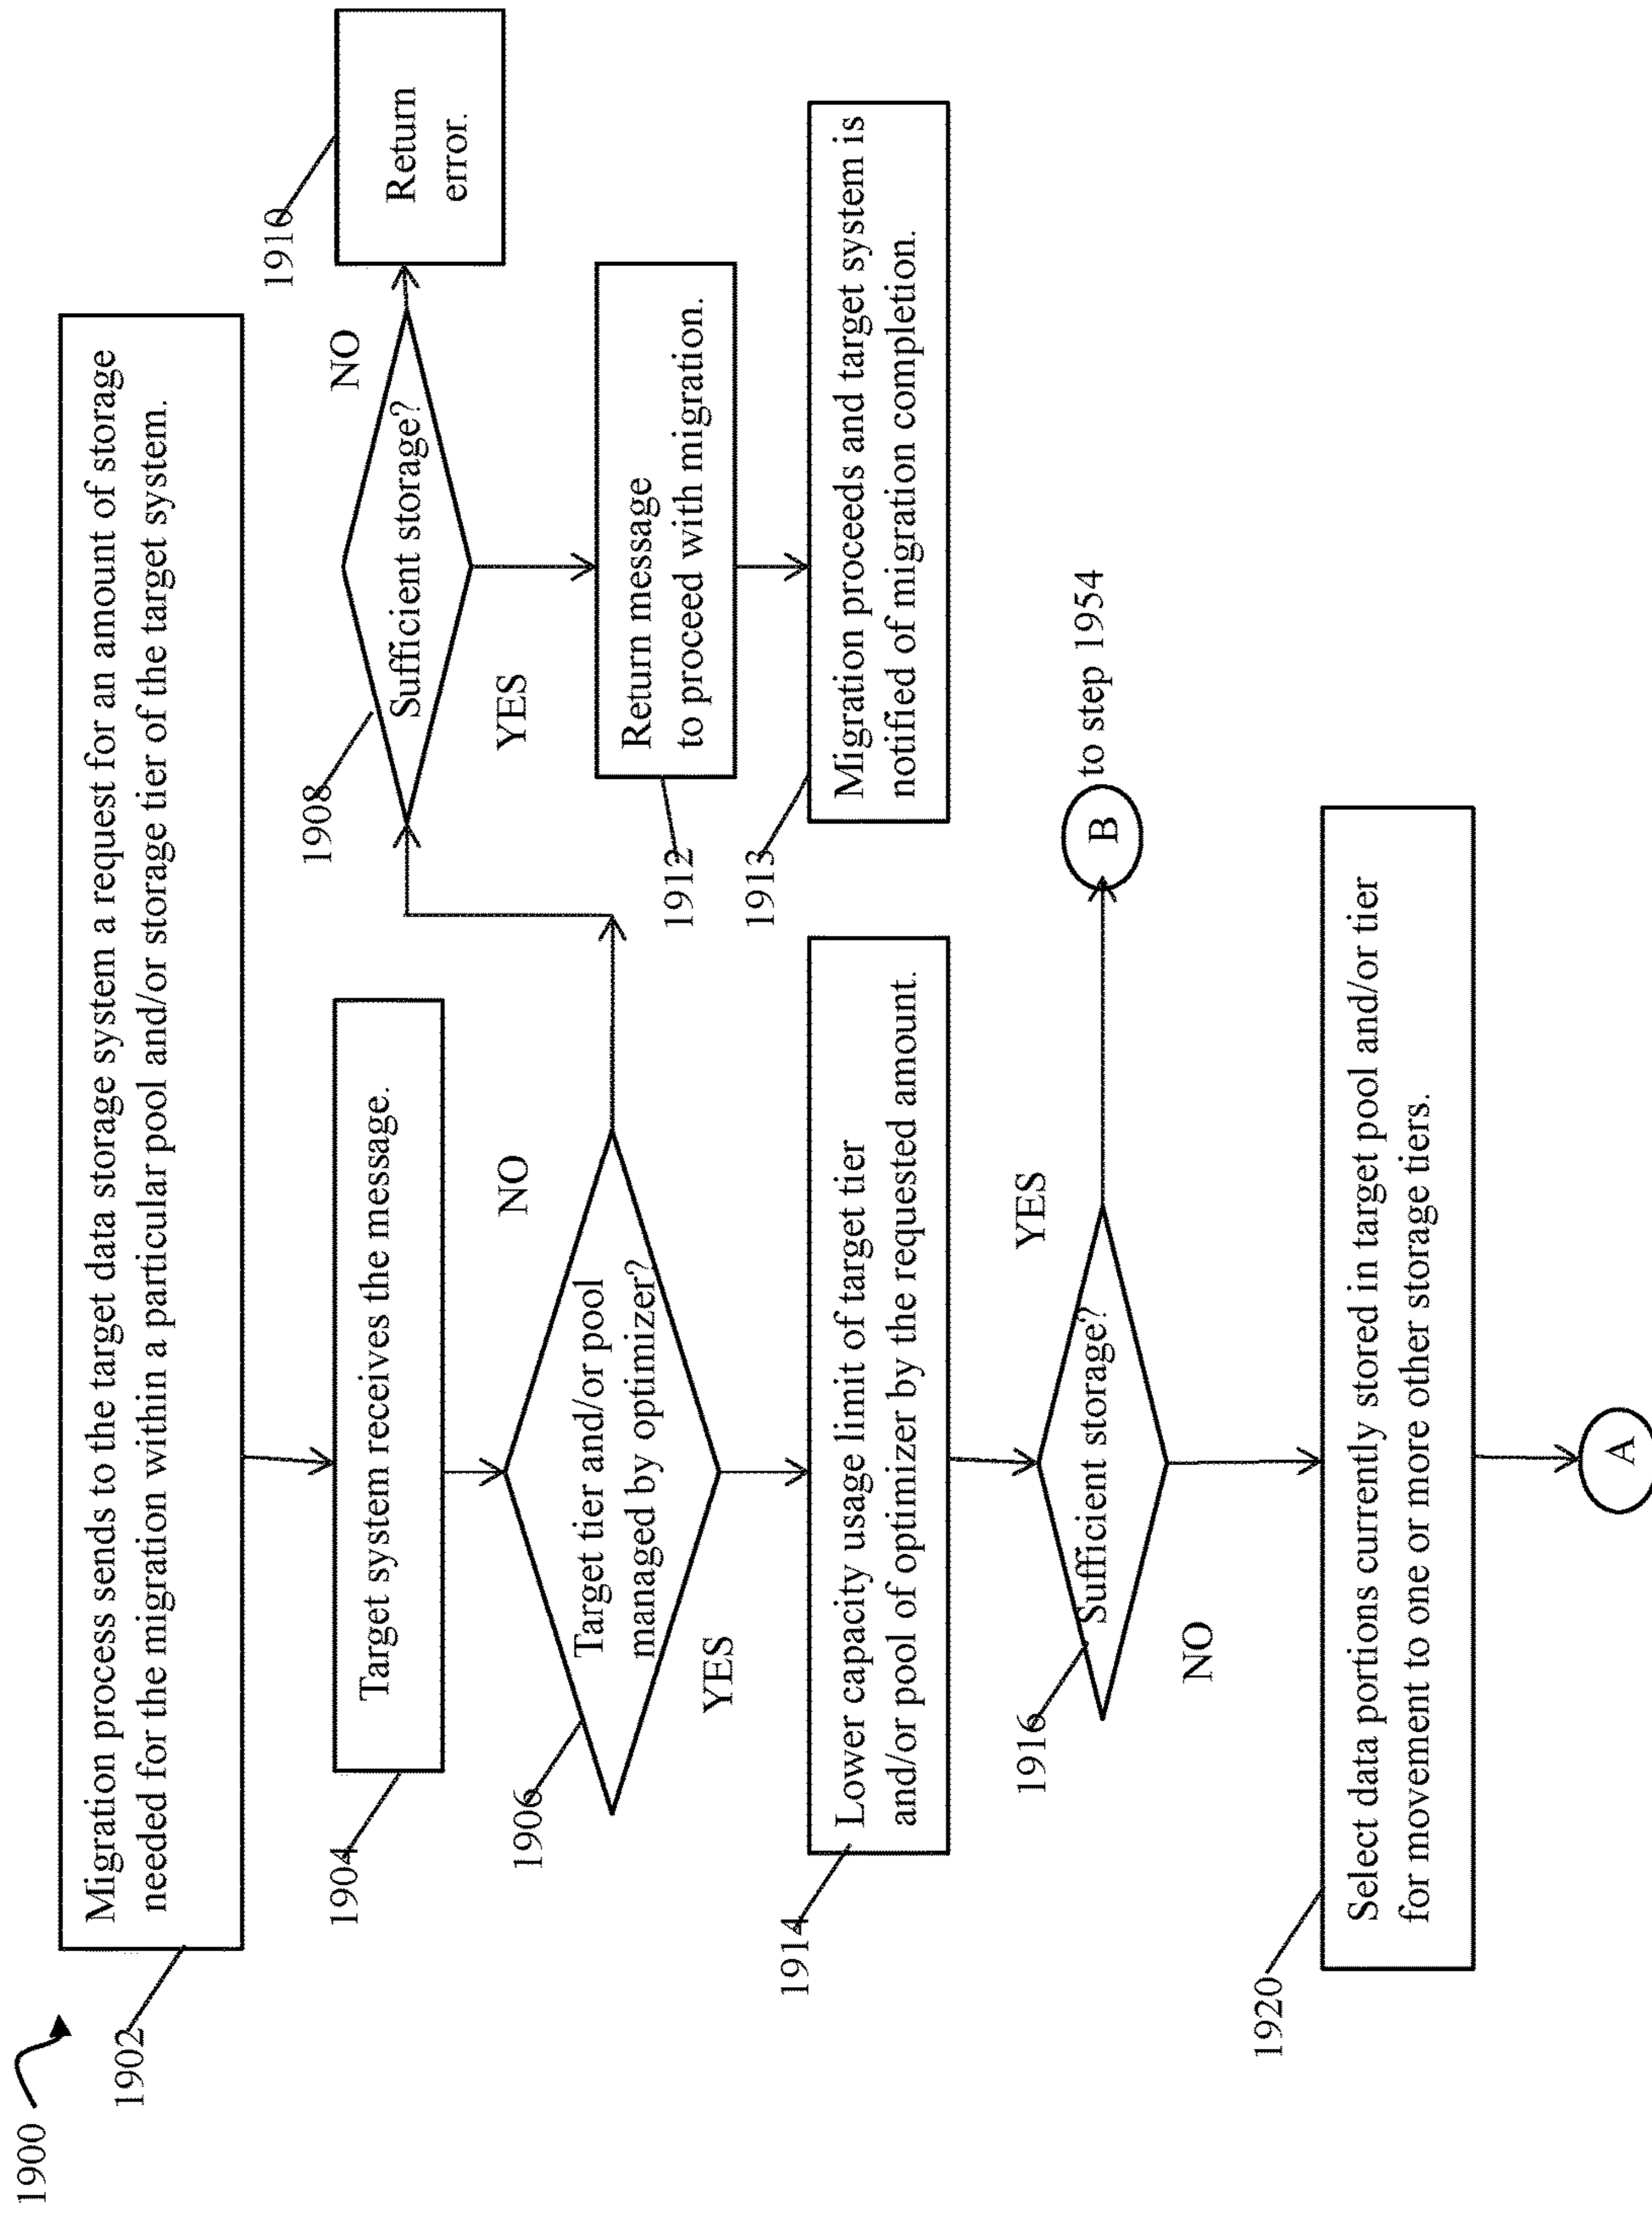 1900
1902
Migration process sends to the target data storage system a request for an amount of storage
needed for the migration within a particular pool and/or storage tier of the target system.
1904
Target system receives the message.
1906
Target tier and/or pool
managed by optimizer?
NO
YES
1908
Sufficient storage?
NO
YES
1910
Return
error.
1912
Return message
to proceed with migration.
1913
Migration proceeds and target system is
notified of migration completion.
1914
Lower capacity usage limit of target tier
and/or pool of optimizer by the requested amount.
1916
Sufficient storage?
YES
NO
B
to step 1954
1920
Select data portions currently stored in target pool and/or tier
for movement to one or more other storage tiers.
A